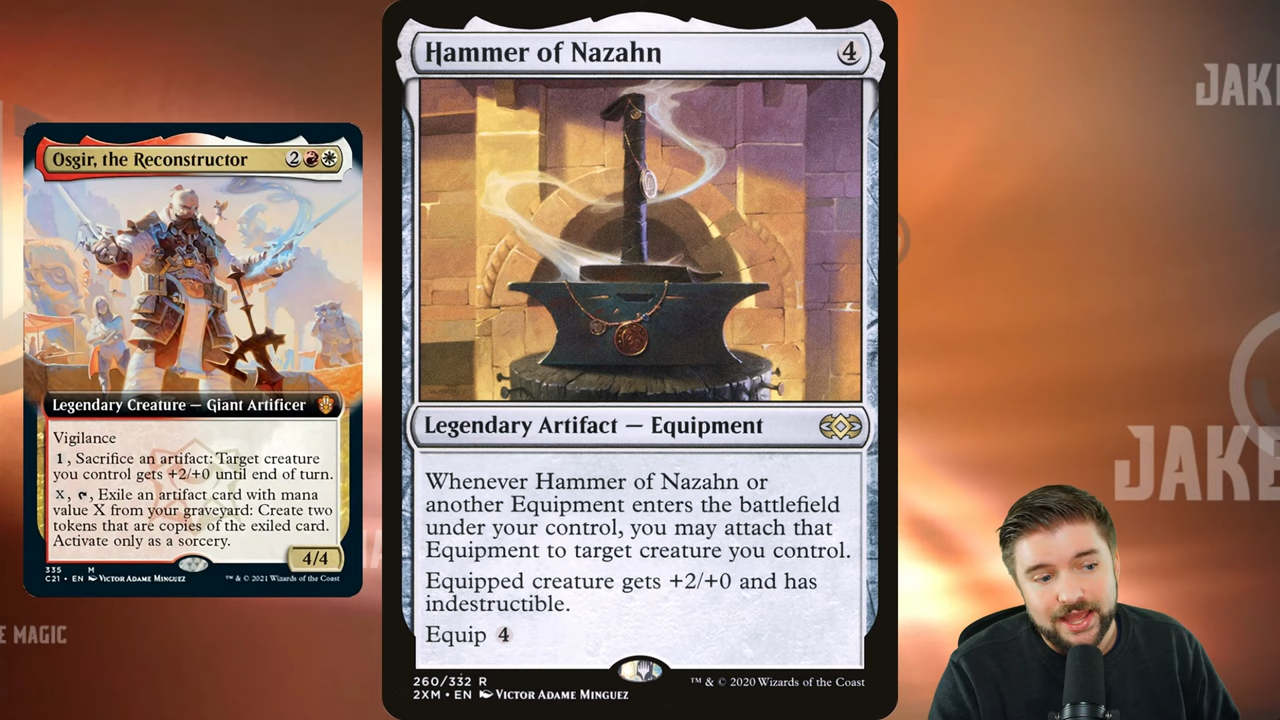 Osgir, the Reconstructor 2
Legendary Creature — Giant Artificer
Vigilance
1, Sacrifice an artifact: Target creature
you control gets +2/+0 until end of turn.
X, , Exile an artifact card with mana
value X from your graveyard: Create two
tokens that are copies of the exiled card.
Activate only as a sorcery.
4/4
335 M
C21 • EN Victor Adame Minguez
™ & © 2021 Wizards of the Coast
Hammer of Nazahn 4
Legendary Artifact — Equipment
Whenever Hammer of Nazahn or
another Equipment enters the battlefield
under your control, you may attach that
Equipment to target creature you control.
Equipped creature gets +2/+0 and has
indestructible.
Equip 4
260/332 R
2XM • EN Victor Adame Minguez
™ & © 2020 Wizards of the Coast
JAKE
JAKE
E MAGIC